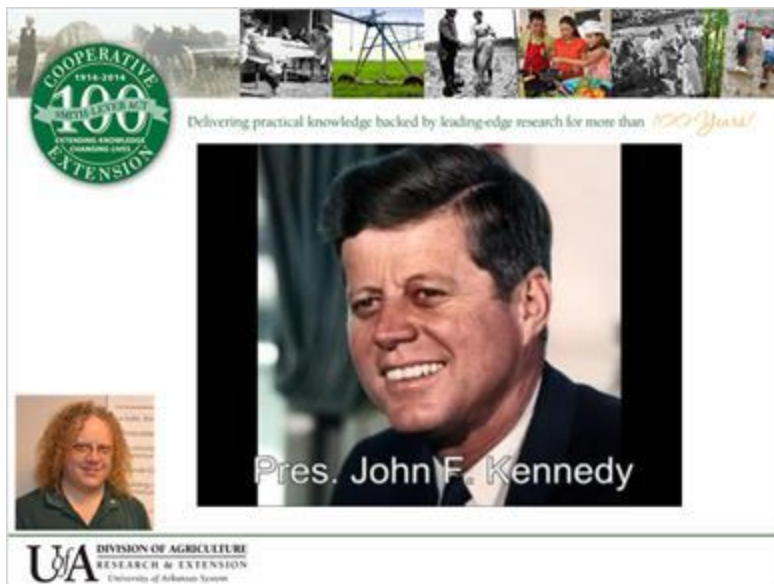 COOPERATIVE
1914-2014
100
SMITH-LEVER ACT
EXTENDING KNOWLEDGE
CHANGING LIVES
EXTENSION
Delivering practical knowledge backed by leading-edge research for more than 100 Years!
Pres. John F. Kennedy
UofA DIVISION OF AGRICULTURE
RESEARCH & EXTENSION
University of Arkansas System